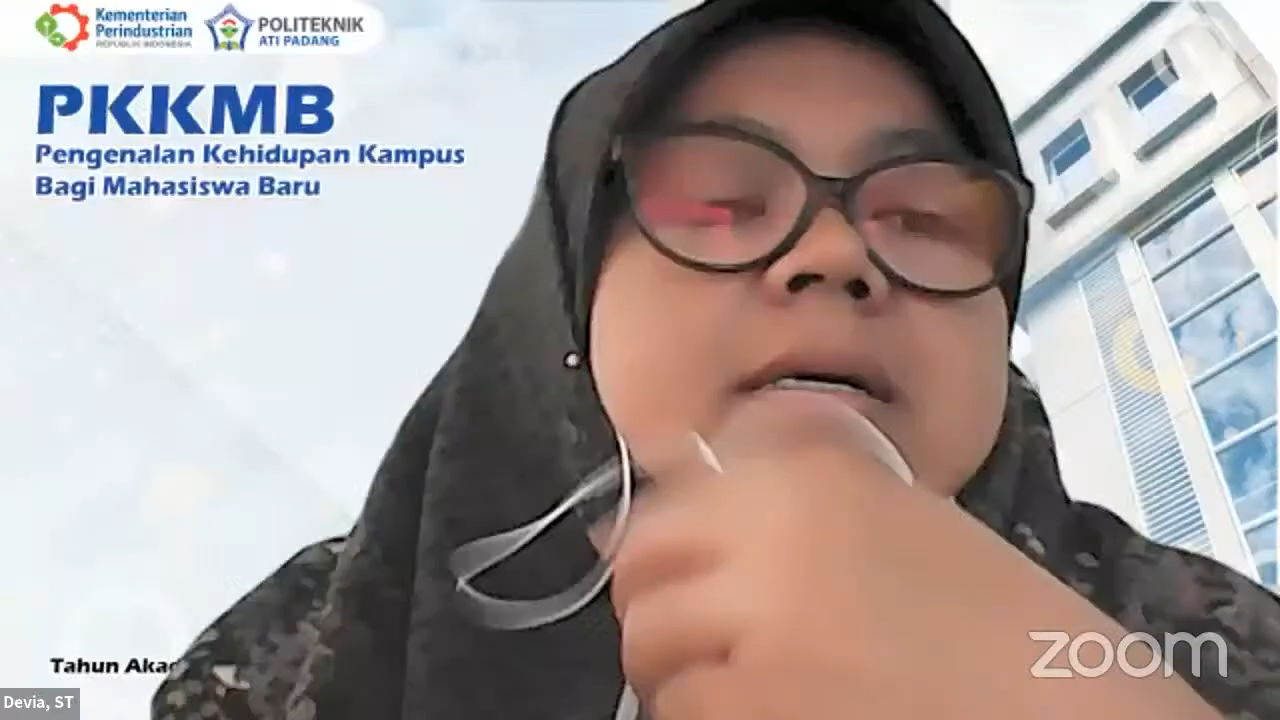 Kementerian
Perindustrian
REPUBLIK INDONESIA
POLITEKNIK
ATI PADANG
PKKMB
Pengenalan Kehidupan Kampus
Bagi Mahasiswa Baru
Tahun Akad
zoom
Devia, ST